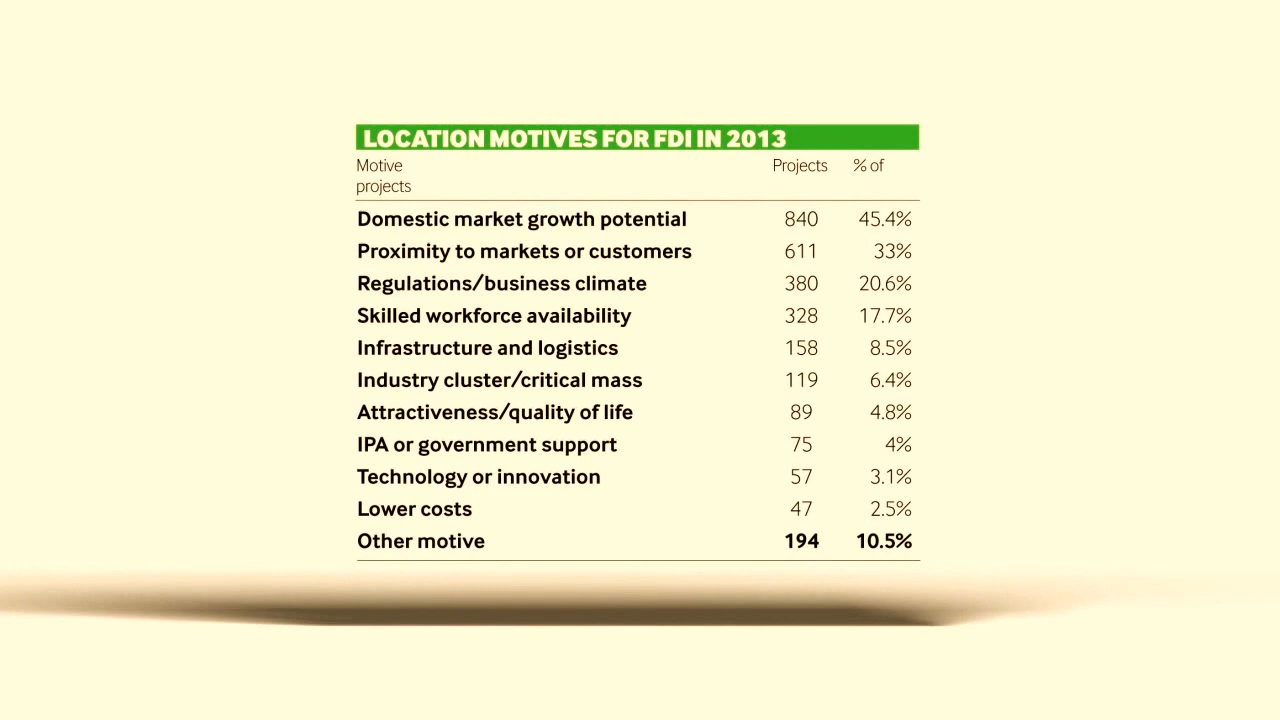 LOCATION MOTIVES FOR FDI IN 2013
Motive Projects % of
projects
Domestic market growth potential 840 45.4%
Proximity to markets or customers 611 33%
Regulations/business climate 380 20.6%
Skilled workforce availability 328 17.7%
Infrastructure and logistics 158 8.5%
Industry cluster/critical mass 119 6.4%
Attractiveness/quality of life 89 4.8%
IPA or government support 75 4%
Technology or innovation 57 3.1%
Lower costs 47 2.5%
Other motive 194 10.5%